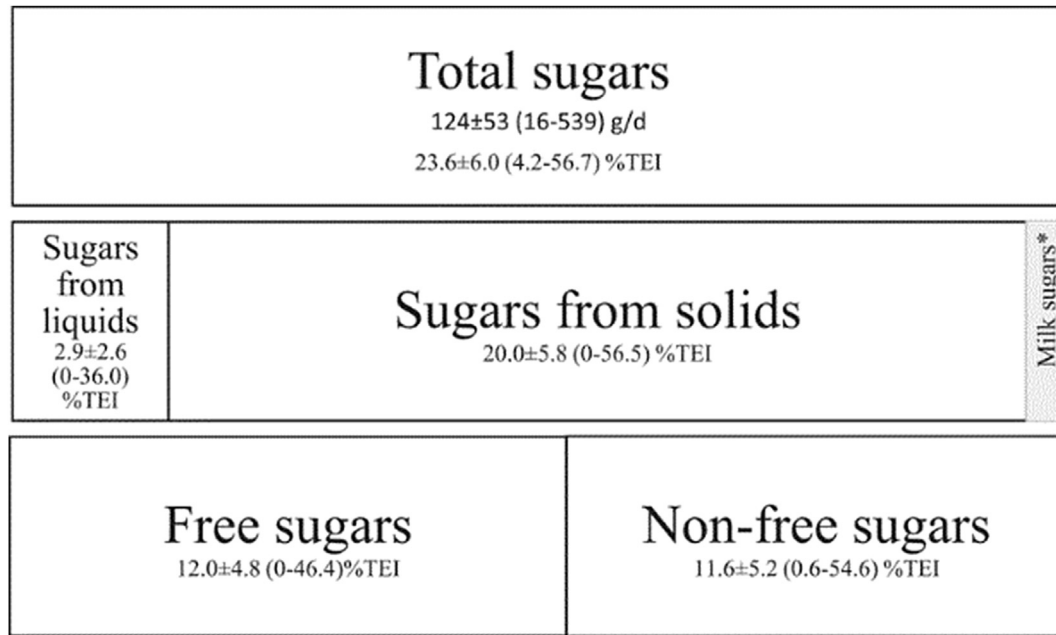 Total sugars
124±53 (16-539) g/d
23.6±6.0 (4.2-56.7) %TEI
Sugars
from
liquids
2.9±2.6
(0-36.0)
%TEI
Sugars from solids
20.0±5.8 (0-56.5) %TEI
Milk sugars*
Free sugars
12.0±4.8 (0-46.4)%TEI
Non-free sugars
11.6±5.2 (0.6-54.6) %TEI